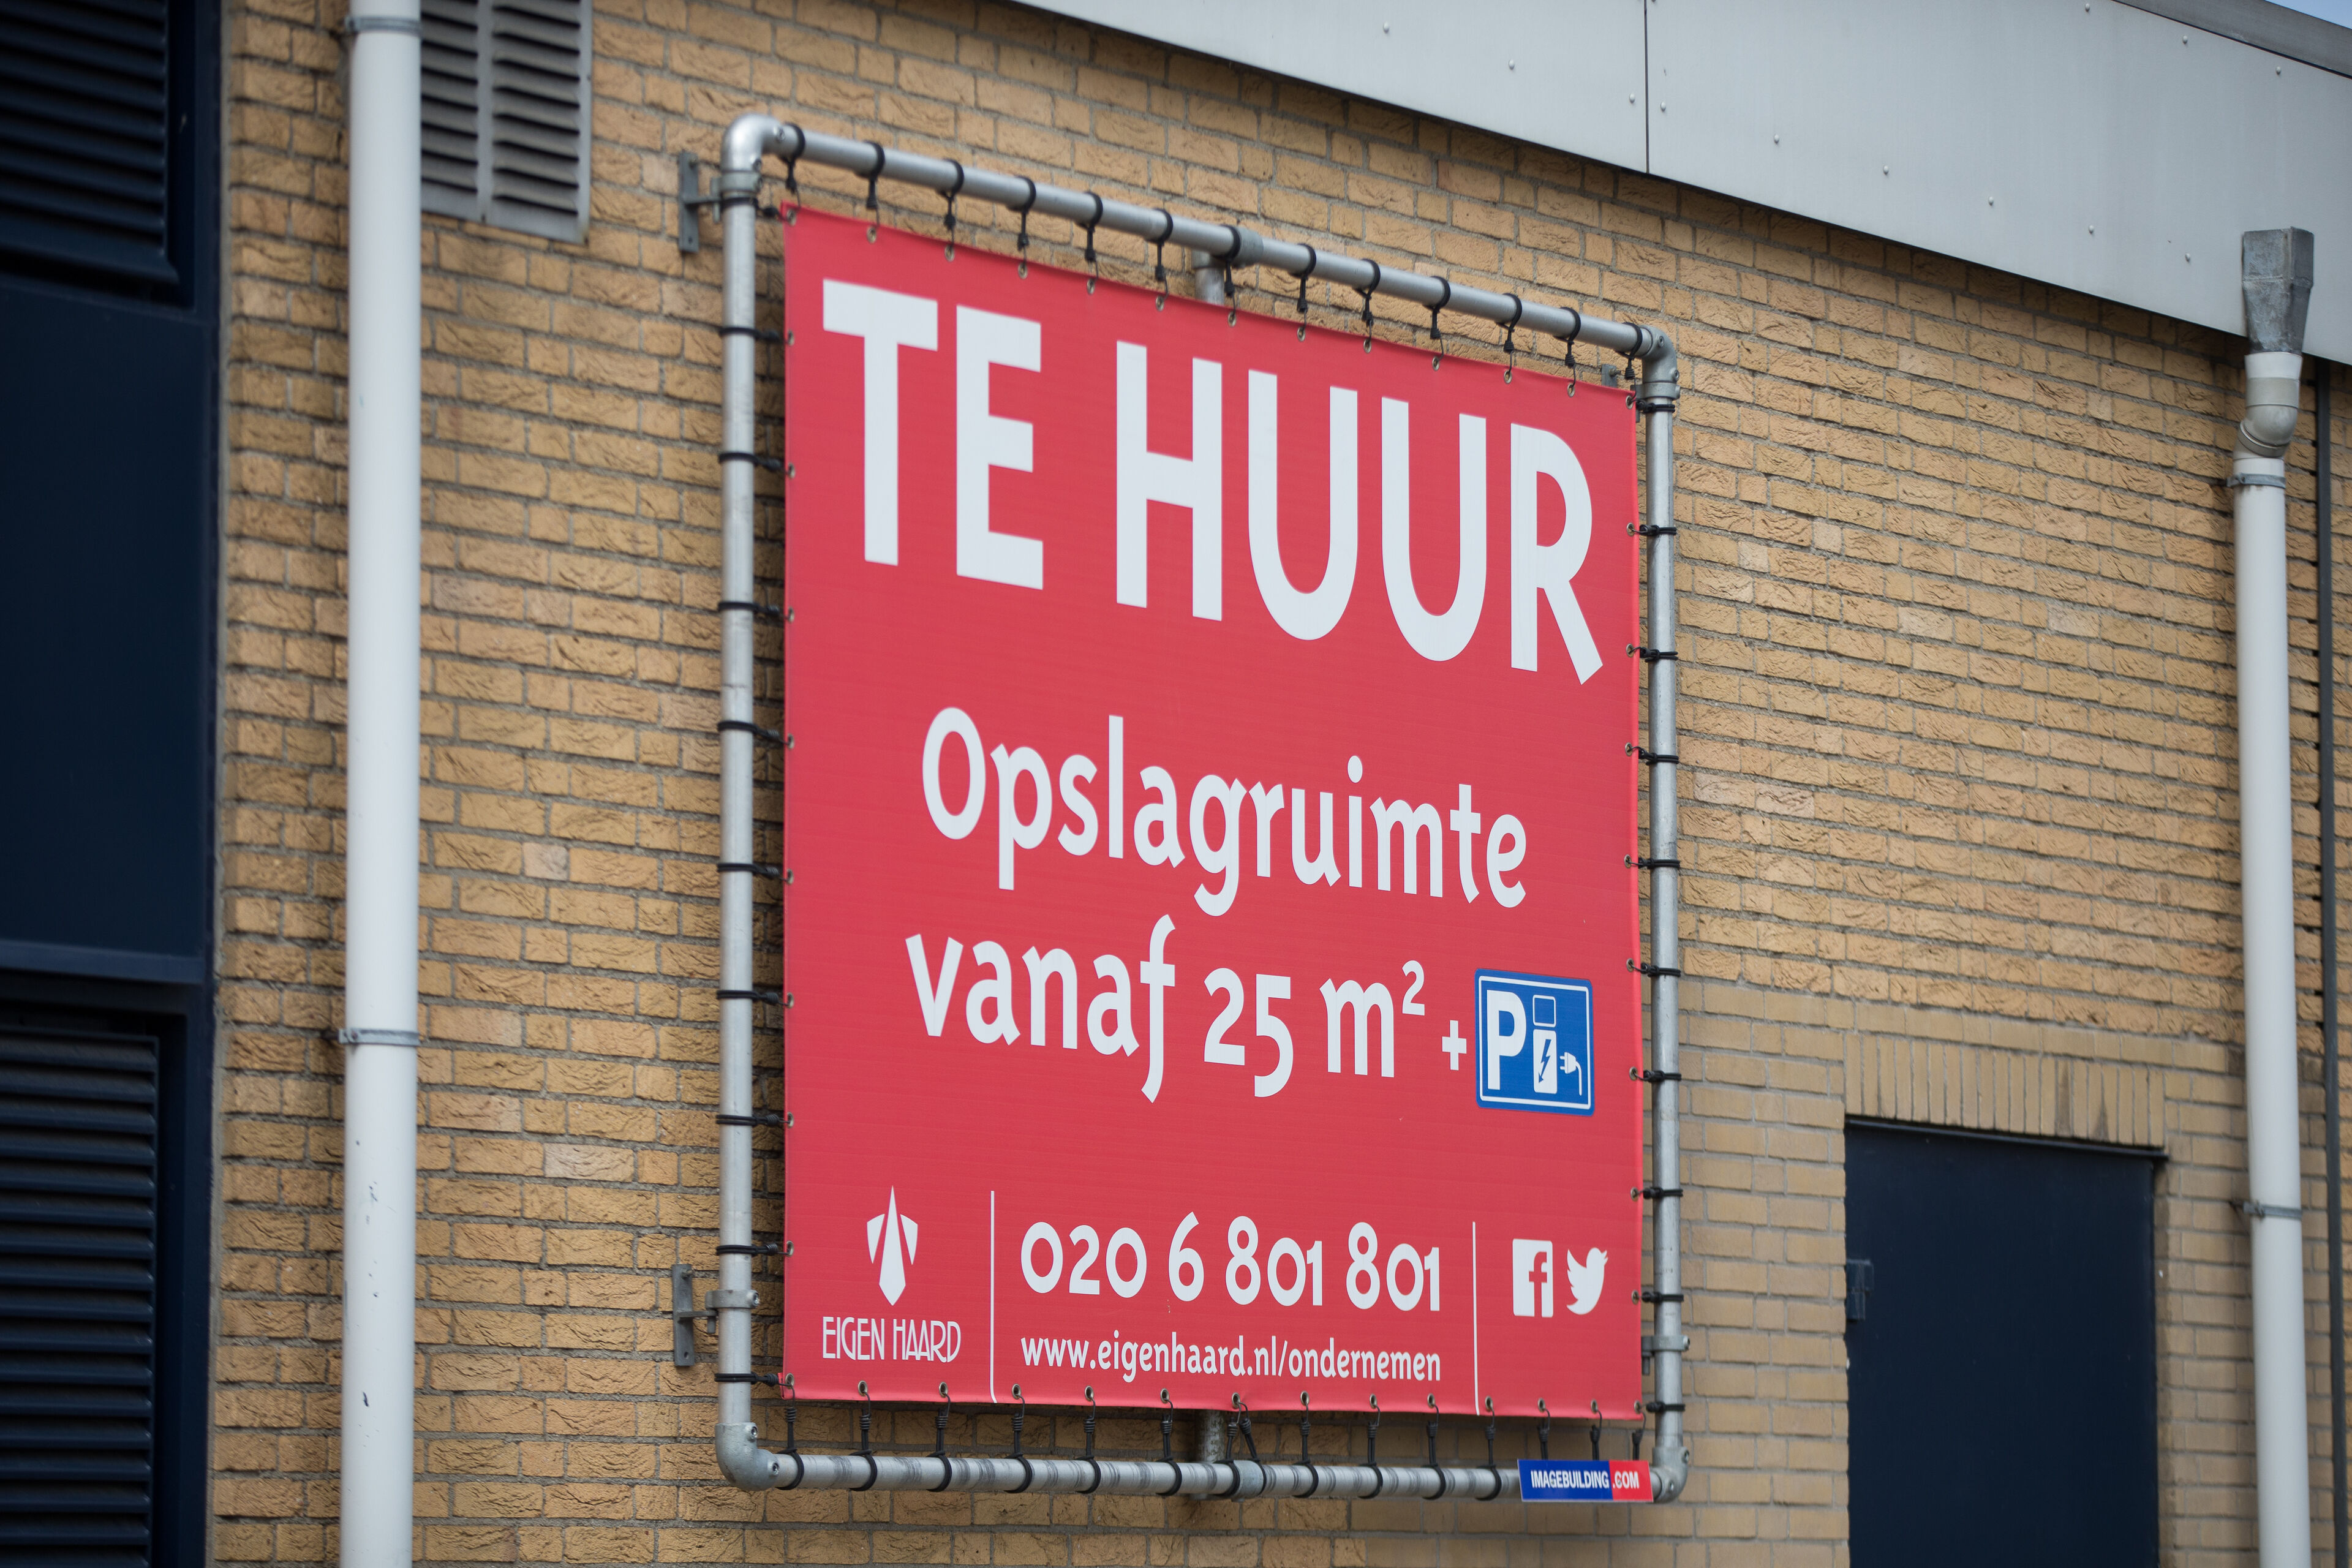 TE HUUR
Opslagruimte
vanaf 25 m² + P
EIGEN HAARD
020 6 801 801
www.eigenhaard.nl/ondernemen
IMAGEBUILDING.COM